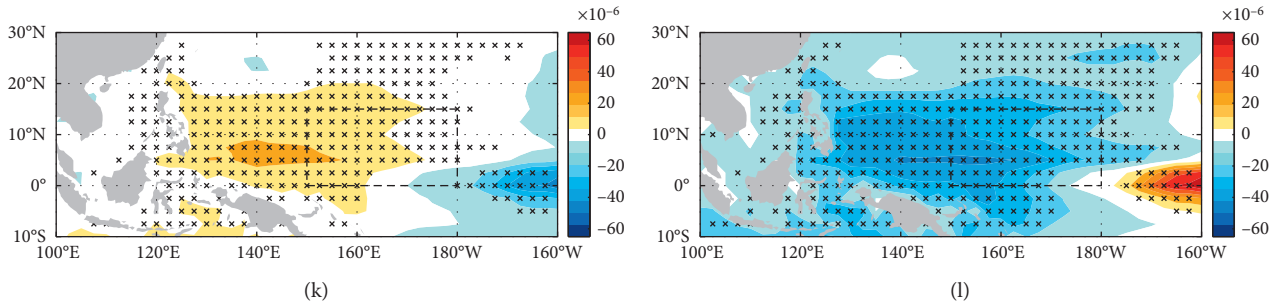 ×10⁻⁶ ×10⁻⁶
30°N 60 30°N 60
20°N 40 20°N 40
20 20
10°N 0 10°N 0
−20 −20
0° −40 0° −40
10°S −60 10°S −60
100°E 120°E 140°E 160°E 180°W 160°W 100°E 120°E 140°E 160°E 180°W 160°W
(k) (l)